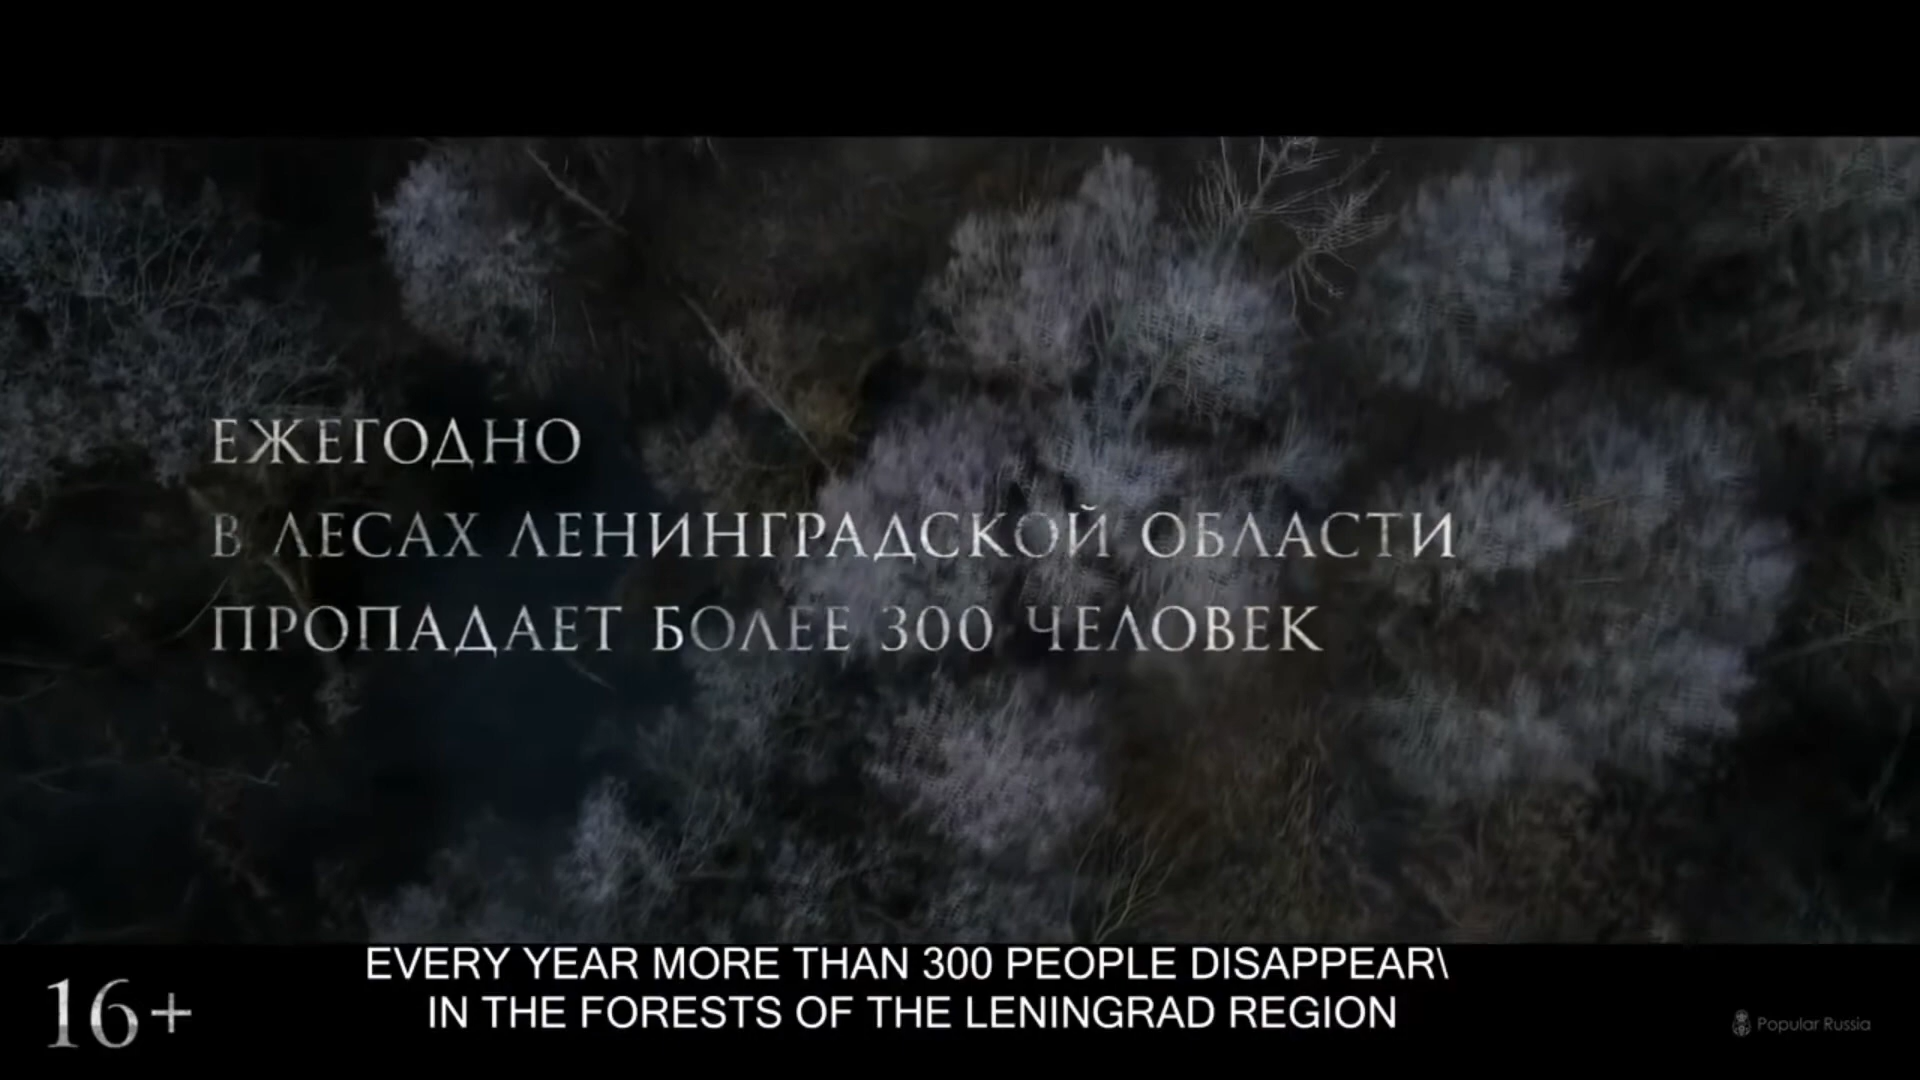 ЕЖЕГОДНО
В ЛЕСАХ ЛЕНИНГРАДСКОЙ ОБЛАСТИ
ПРОПАДАЕТ БОЛЕЕ 300 ЧЕЛОВЕК
EVERY YEAR MORE THAN 300 PEOPLE DISAPPEAR\
IN THE FORESTS OF THE LENINGRAD REGION
16+
Popular Russia